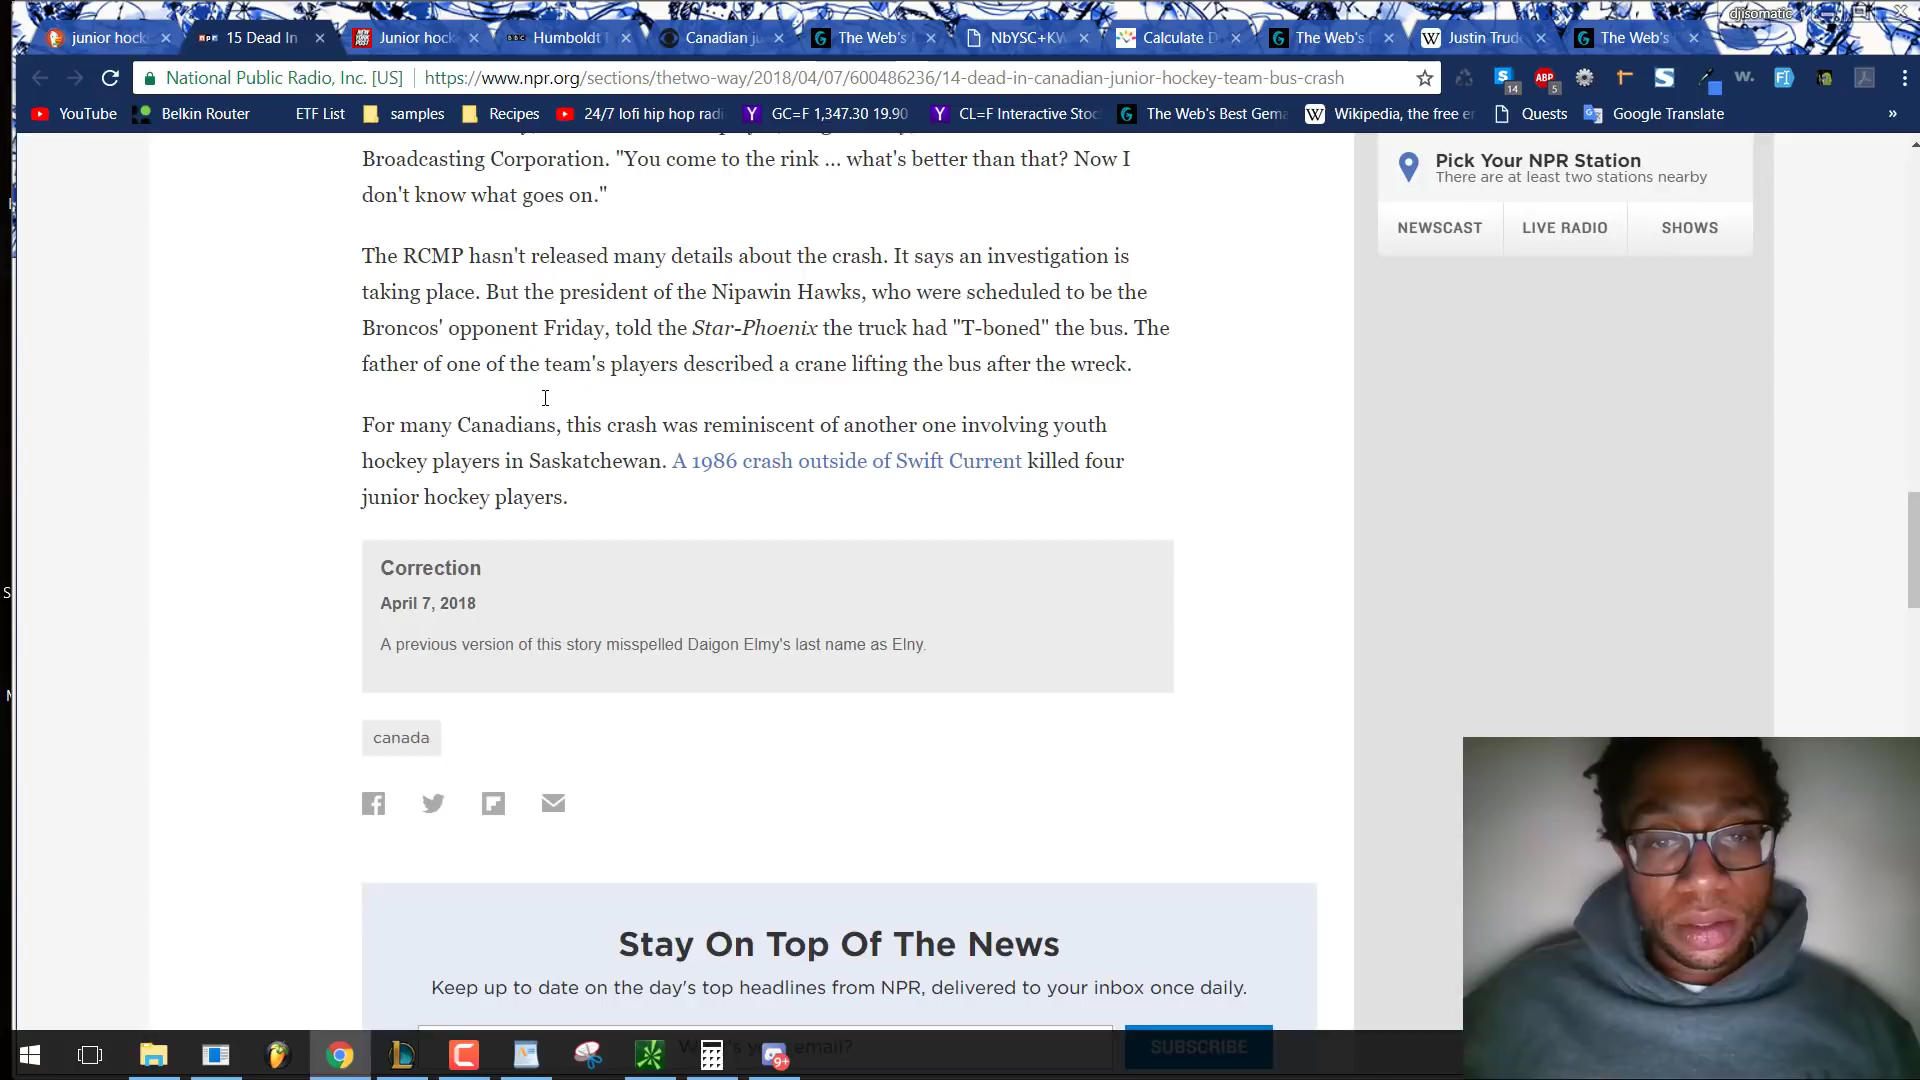 djisomatic
junior hock
15 Dead In
Junior hock
Humboldt
Canadian ju
The Web's
NbYSC+KW
Calculate D
The Web's
Justin Trude
The Web's
National Public Radio, Inc. [US]
https://www.npr.org/sections/thetwo-way/2018/04/07/600486236/14-dead-in-canadian-junior-hockey-team-bus-crash
YouTube
Belkin Router
ETF List
samples
Recipes
24/7 lofi hip hop radi
GC=F 1,347.30 19.90
CL=F Interactive Stoc
The Web's Best Gema
Wikipedia, the free e
Quests
Google Translate
»
Broadcasting Corporation. "You come to the rink ... what's better than that? Now I
don't know what goes on."
The RCMP hasn't released many details about the crash. It says an investigation is
taking place. But the president of the Nipawin Hawks, who were scheduled to be the
Broncos' opponent Friday, told the Star-Phoenix the truck had "T-boned" the bus. The
father of one of the team's players described a crane lifting the bus after the wreck.
For many Canadians, this crash was reminiscent of another one involving youth
hockey players in Saskatchewan. A 1986 crash outside of Swift Current killed four
junior hockey players.
Correction
April 7, 2018
A previous version of this story misspelled Daigon Elmy's last name as Elny.
canada
Stay On Top Of The News
Keep up to date on the day's top headlines from NPR, delivered to your inbox once daily.
email?
SUBSCRIBE
Pick Your NPR Station
There are at least two stations nearby
NEWSCAST
LIVE RADIO
SHOWS